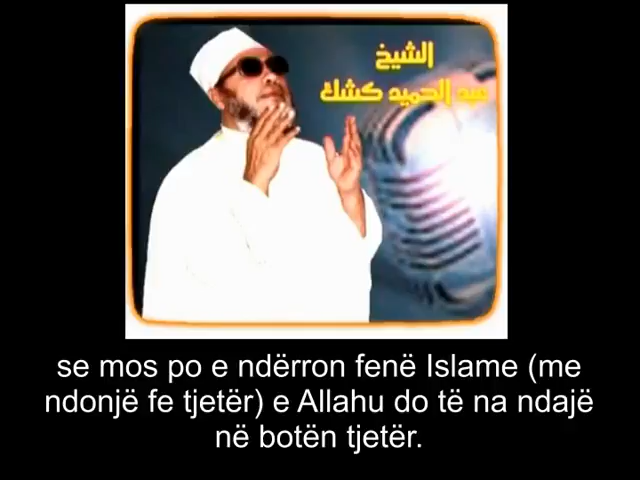 الشيخ
عبد الحميد كشك
se mos po e ndërron fenë Islame (me
ndonjë fe tjetër) e Allahu do të na ndajë
në botën tjetër.